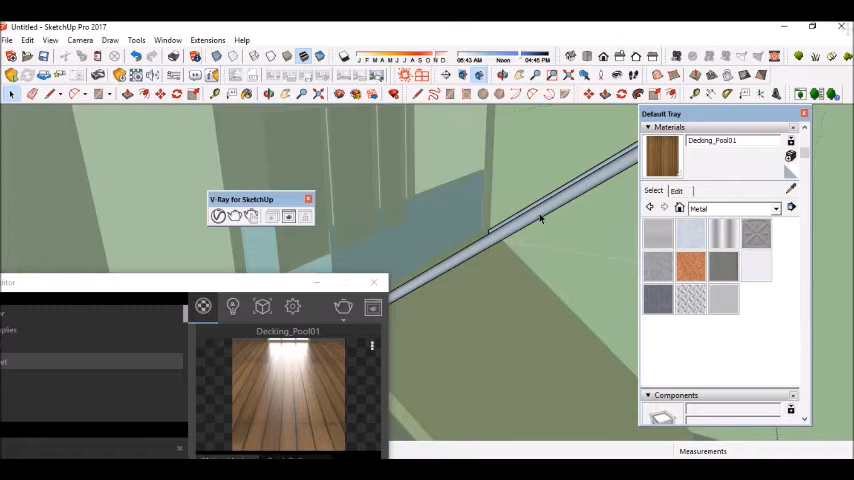 Untitled - SketchUp Pro 2017
File Edit View Camera Draw Tools Window Extensions Help
J F M A M J J A S O N D
06:43 AM Noon 04:45 PM
Default Tray
Materials
Decking_Pool01
Select Edit
Metal
V-Ray for SketchUp
Decking_Pool01
Components
Measurements